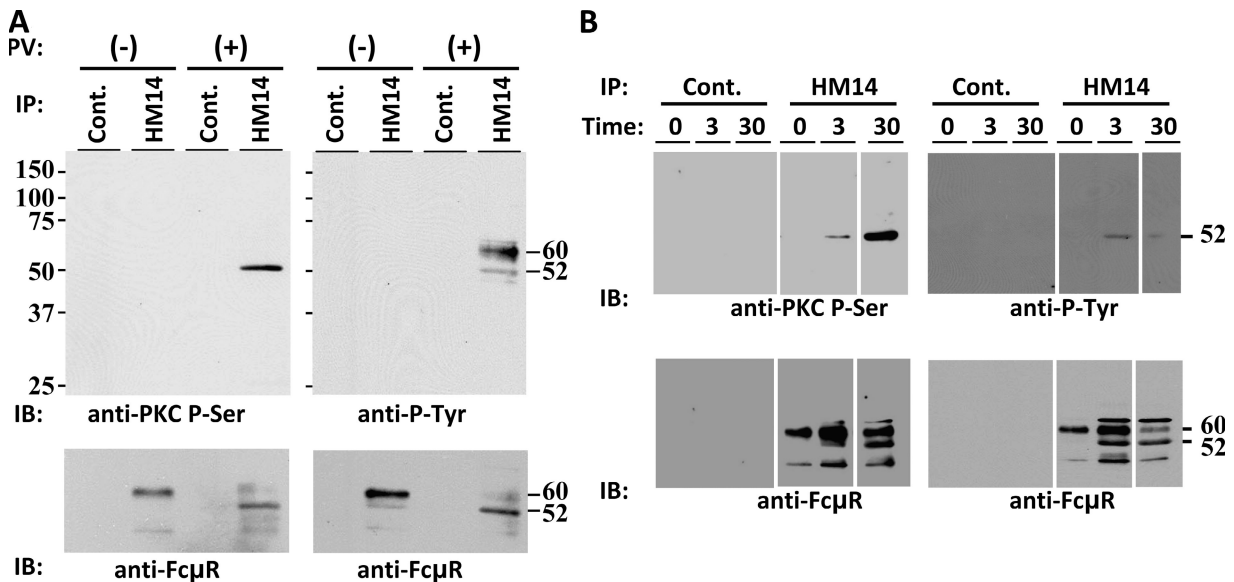 A
PV: (-) (+) (-) (+)
IP: Cont. HM14 Cont. HM14 Cont. HM14 Cont. HM14
150
100
75
50
37
25
60
52
IB: anti-PKC P-Ser anti-P-Tyr
60
52
IB: anti-FcμR anti-FcμR
B
IP: Cont. HM14 Cont. HM14
Time: 0 3 30 0 3 30 0 3 30 0 3 30
52
IB: anti-PKC P-Ser anti-P-Tyr
60
52
IB: anti-FcμR anti-FcμR